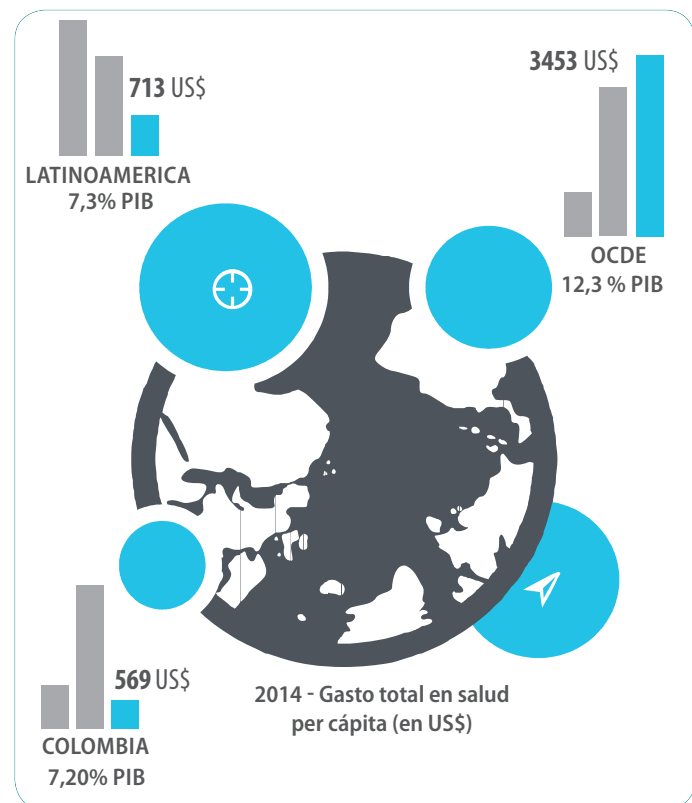 713 US$
LATINOAMERICA
7,3% PIB
3453 US$
OCDE
12,3 % PIB
569 US$
COLOMBIA
7,20% PIB
2014 - Gasto total en salud
per cápita (en US$)